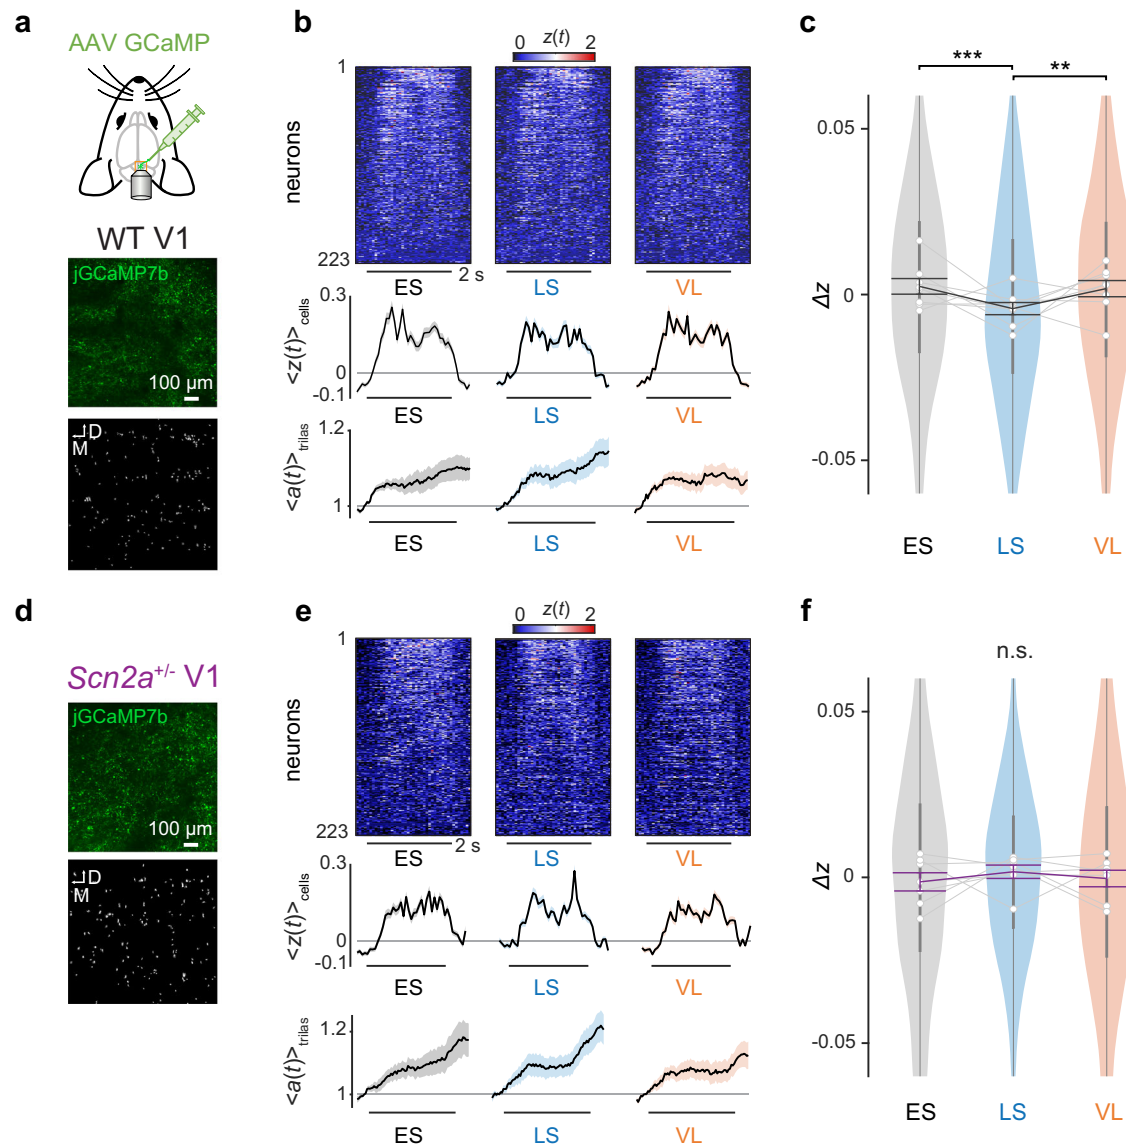 a
AAV GCaMP
WT V1
jGCaMP7b
100 µm
D
M
b
0 z(t) 2
1
neurons
223
2 s
ES LS VL
0.3
<z(t)>cells
0
-0.1
ES LS VL
1.2
<a(t)>trilas
1
ES LS VL
c
*** **
0.05
Δz
0
-0.05
ES LS VL
d
Scn2a+/- V1
jGCaMP7b
100 µm
D
M
e
0 z(t) 2
1
neurons
223
2 s
ES LS VL
0.3
<z(t)>cells
0
-0.1
ES LS VL
1.2
<a(t)>trilas
1
ES LS VL
f
n.s.
0.05
Δz
0
-0.05
ES LS VL